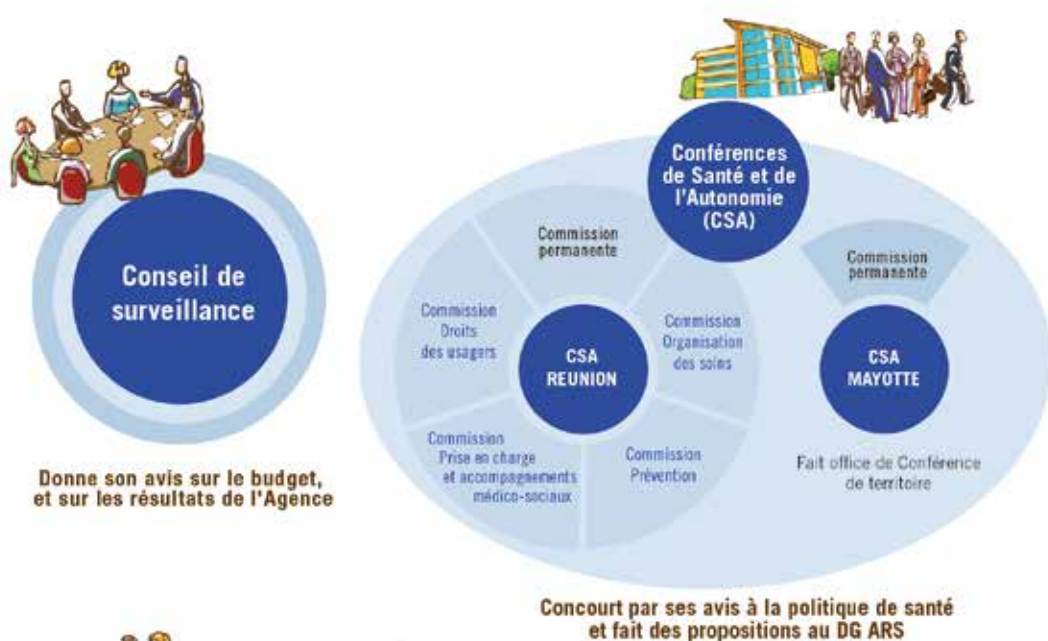 Conseil de
surveillance
Donne son avis sur le budget,
et sur les résultats de l'Agence
Conférences
de Santé et de
l'Autonomie
(CSA)
Commission
permanente
Commission
Droits
des usagers
Commission
Organisation
des soins
CSA
REUNION
Commission
Prise en charge
et accompagnements
médico-sociaux
Commission
Prévention
Commission
permanente
CSA
MAYOTTE
Fait office de Conférence
de territoire
Concourt par ses avis à la politique de santé
et fait des propositions au DG ARS